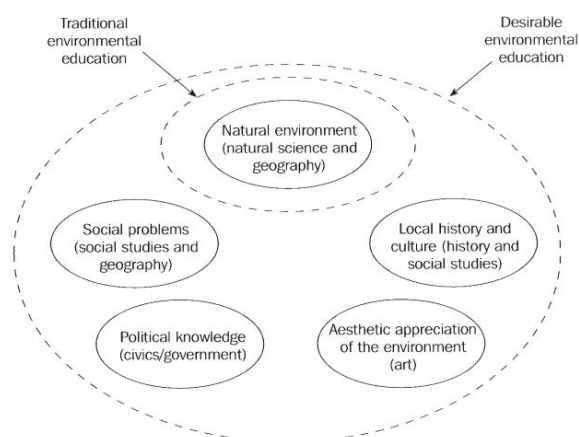 Traditional
environmental
education
Desirable
environmental
education
Natural environment
(natural science and
geography)
Social problems
(social studies and
geography)
Local history and
culture (history and
social studies)
Political knowledge
(civics/government)
Aesthetic appreciation
of the environment
(art)